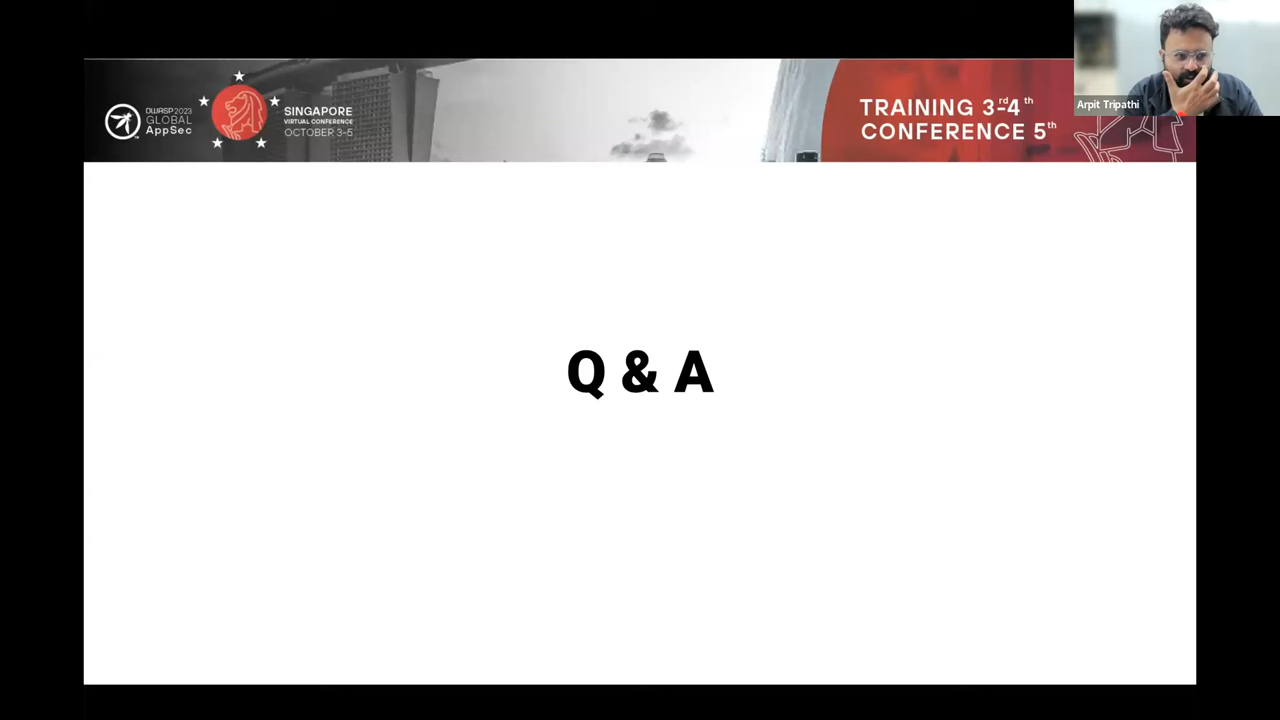 OWASP 2023
GLOBAL
AppSec
SINGAPORE
VIRTUAL CONFERENCE
OCTOBER 3-5
TRAINING 3rd-4th
CONFERENCE 5th
Arpit Tripathi
Q & A